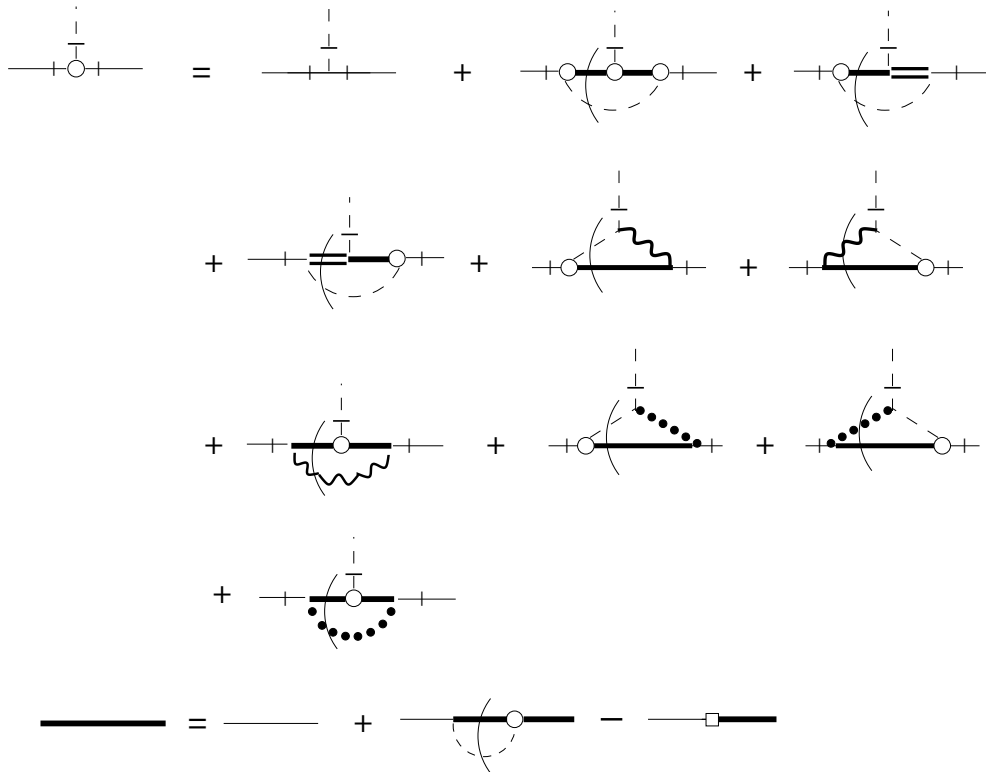 = + +
+ + +
+ + +
+
= + −